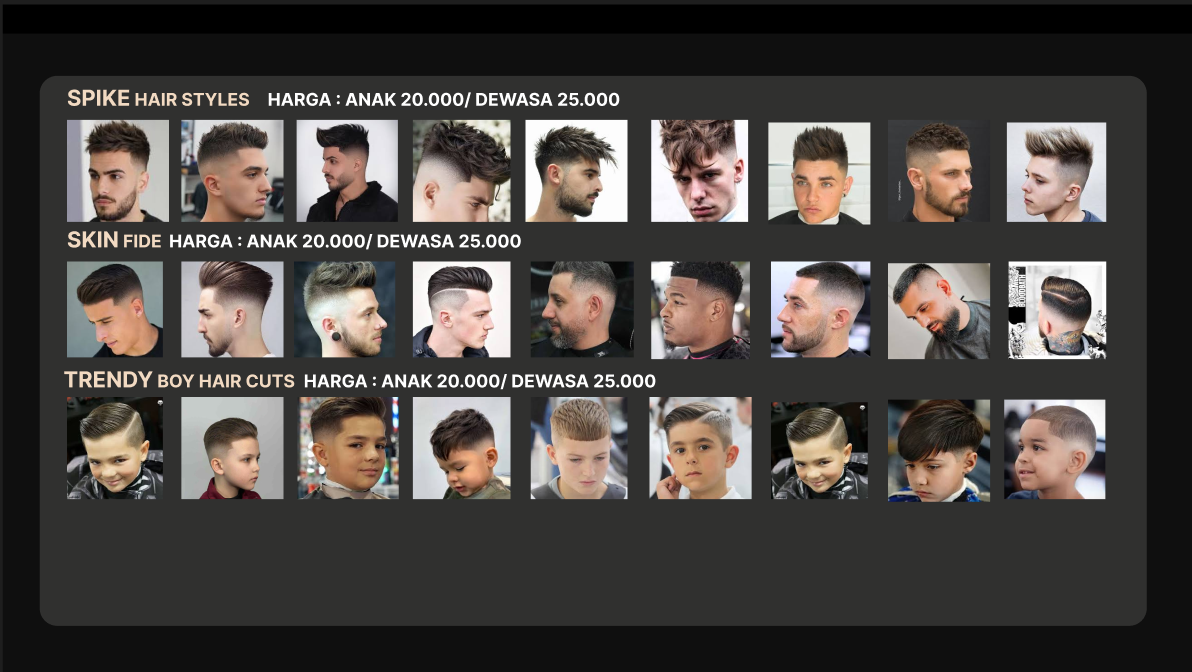 SPIKE HAIR STYLES HARGA : ANAK 20.000/ DEWASA 25.000
SKIN FIDE HARGA : ANAK 20.000/ DEWASA 25.000
TRENDY BOY HAIR CUTS HARGA : ANAK 20.000/ DEWASA 25.000